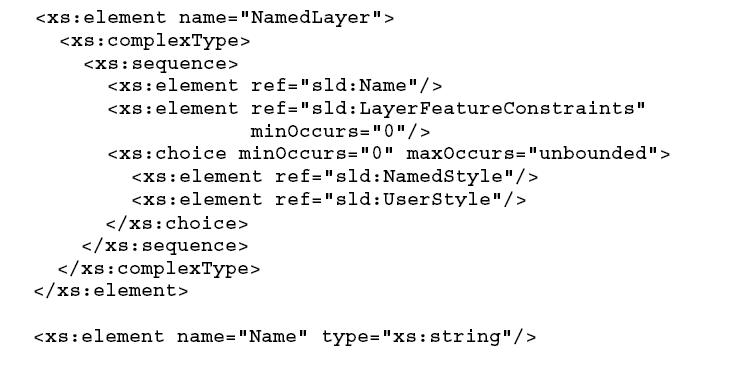 <xs:element name="NamedLayer">
  <xs:complexType>
    <xs:sequence>
      <xs:element ref="sld:Name"/>
      <xs:element ref="sld:LayerFeatureConstraints"
                  minOccurs="0"/>
      <xs:choice minOccurs="0" maxOccurs="unbounded">
        <xs:element ref="sld:NamedStyle"/>
        <xs:element ref="sld:UserStyle"/>
      </xs:choice>
    </xs:sequence>
  </xs:complexType>
</xs:element>

<xs:element name="Name" type="xs:string"/>